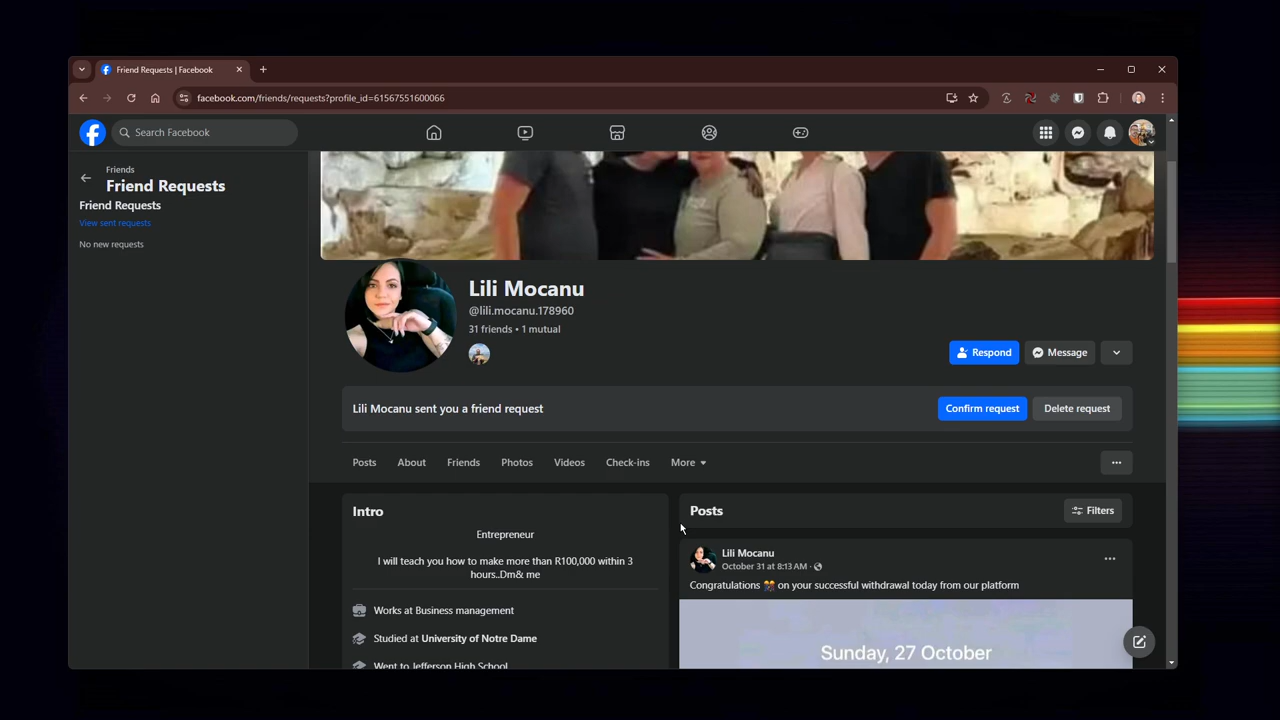 Friend Requests | Facebook
facebook.com/friends/requests?profile_id=61567551600066
Search Facebook
Friends
Friend Requests
Friend Requests
View sent requests
No new requests
Lili Mocanu
@lili.mocanu.178960
31 friends • 1 mutual
Respond
Message
Lili Mocanu sent you a friend request
Confirm request
Delete request
Posts
About
Friends
Photos
Videos
Check-ins
More
Intro
Entrepreneur
I will teach you how to make more than R100,000 within 3
hours..Dm& me
Works at Business management
Studied at University of Notre Dame
Went to Jefferson High School
Posts
Filters
Lili Mocanu
October 31 at 8:13 AM ·
Congratulations 🎊 on your successful withdrawal today from our platform
Sunday, 27 October